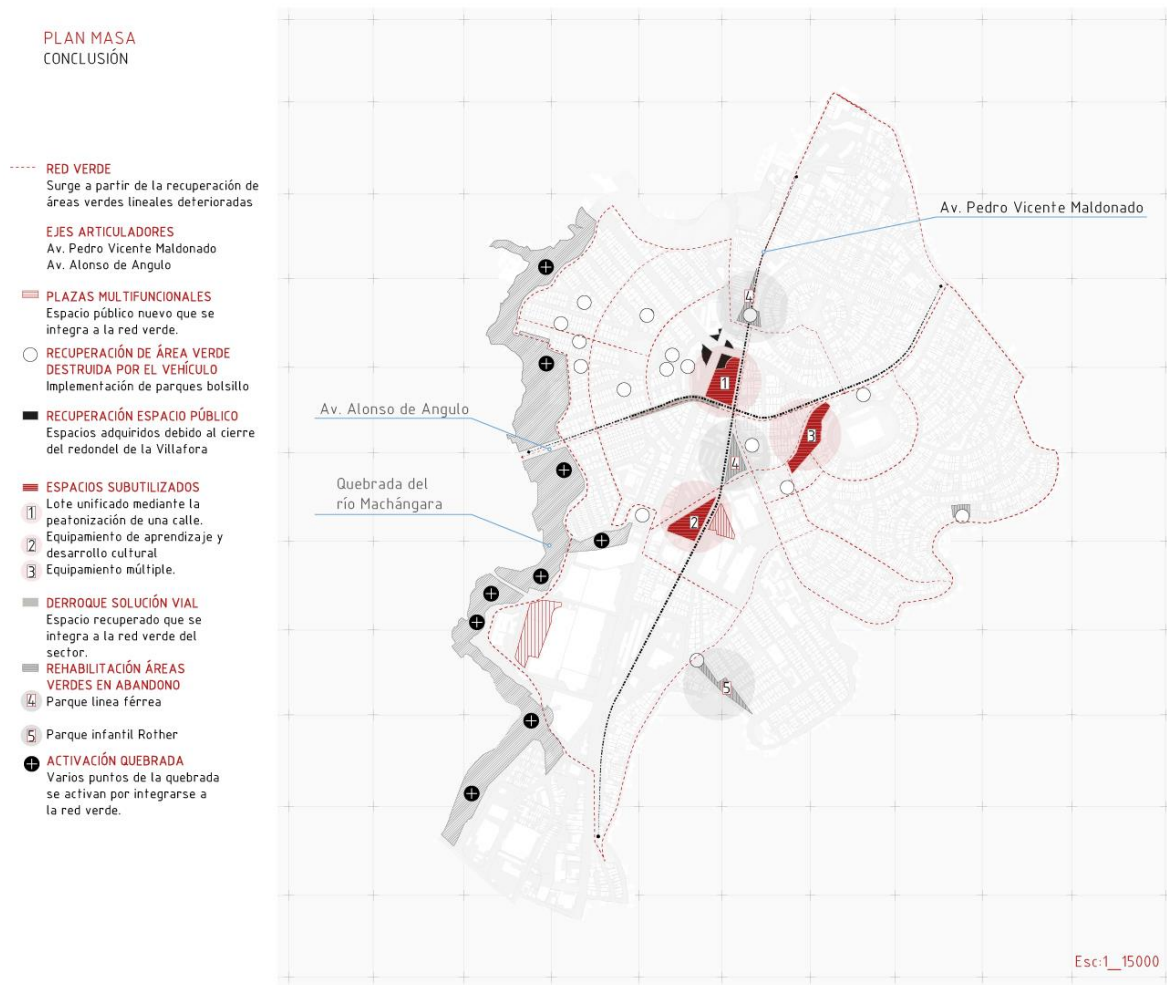 PLAN MASA
CONCLUSIÓN
RED VERDE
Surge a partir de la recuperación de
áreas verdes lineales deterioradas
EJES ARTICULADORES
Av. Pedro Vicente Maldonado
Av. Alonso de Angulo
PLAZAS MULTIFUNCIONALES
Espacio público nuevo que se
integra a la red verde.
RECUPERACIÓN DE ÁREA VERDE
DESTRUIDA POR EL VEHÍCULO
Implementación de parques bolsillo
RECUPERACIÓN ESPACIO PÚBLICO
Espacios adquiridos debido al cierre
del redondel de la Villafora
ESPACIOS SUBUTILIZADOS
1 Lote unificado mediante la
peatonización de una calle.
2 Equipamiento de aprendizaje y
desarrollo cultural
3 Equipamiento múltiple.
DERROQUE SOLUCIÓN VIAL
Espacio recuperado que se
integra a la red verde del
sector.
REHABILITACIÓN ÁREAS
VERDES EN ABANDONO
4 Parque linea férrea
5 Parque infantil Rother
ACTIVACIÓN QUEBRADA
Varios puntos de la quebrada
se activan por integrarse a
la red verde.
Av. Pedro Vicente Maldonado
4
1
Av. Alonso de Angulo
3
4
Quebrada del
río Machángara
2
5
Esc:1__15000